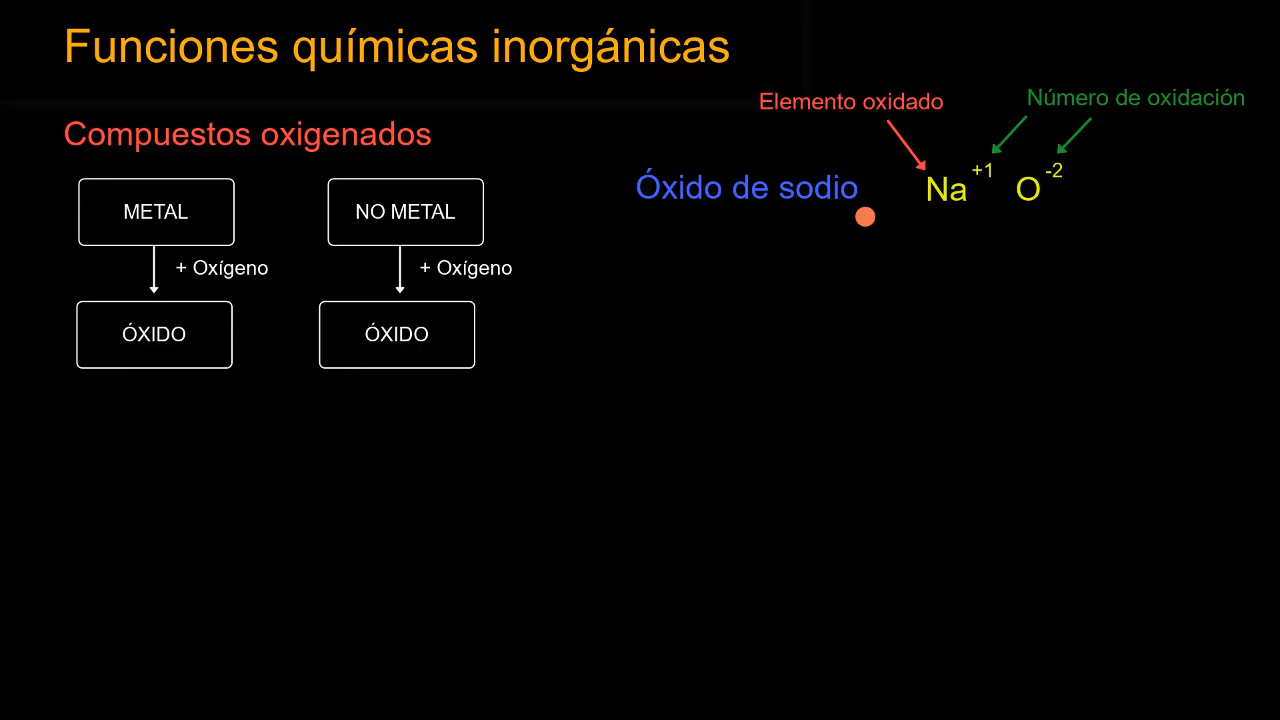 Funciones químicas inorgánicas
Elemento oxidado
Número de oxidación
Compuestos oxigenados
Óxido de sodio
Na +1 O -2
METAL
NO METAL
+ Oxígeno
+ Oxígeno
ÓXIDO
ÓXIDO